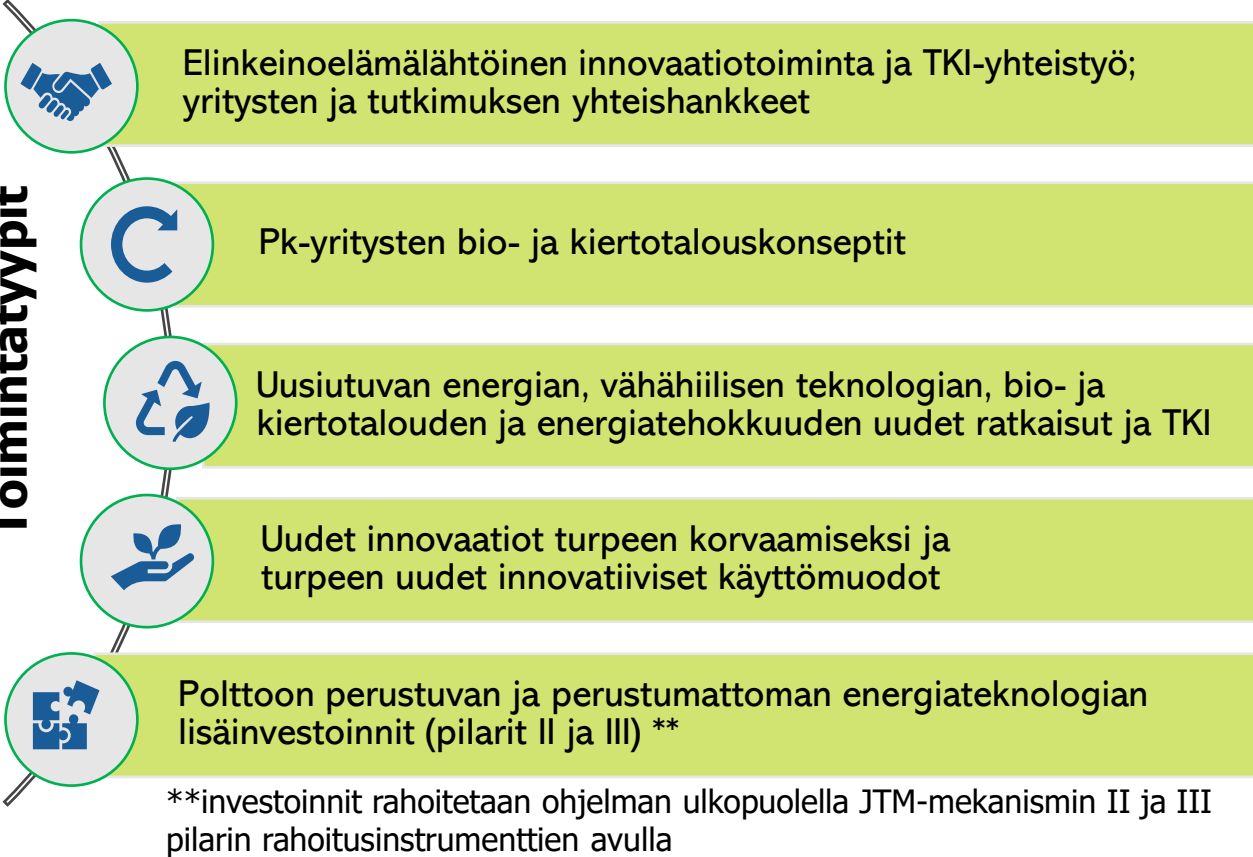 Toimintatyypit
Elinkeinoelämälähtöinen innovaatiotoiminta ja TKI-yhteistyö;
yritysten ja tutkimuksen yhteishankkeet
Pk-yritysten bio- ja kiertotalouskonseptit
Uusiutuvan energian, vähähiilisen teknologian, bio- ja
kiertotalouden ja energiatehokkuuden uudet ratkaisut ja TKI
Uudet innovaatiot turpeen korvaamiseksi ja
turpeen uudet innovatiiviset käyttömuodot
Polttoon perustuvan ja perustumattoman energiateknologian
lisäinvestoinnit (pilarit II ja III) **
**investoinnit rahoitetaan ohjelman ulkopuolella JTM-mekanismin II ja III
pilarin rahoitusinstrumenttien avulla